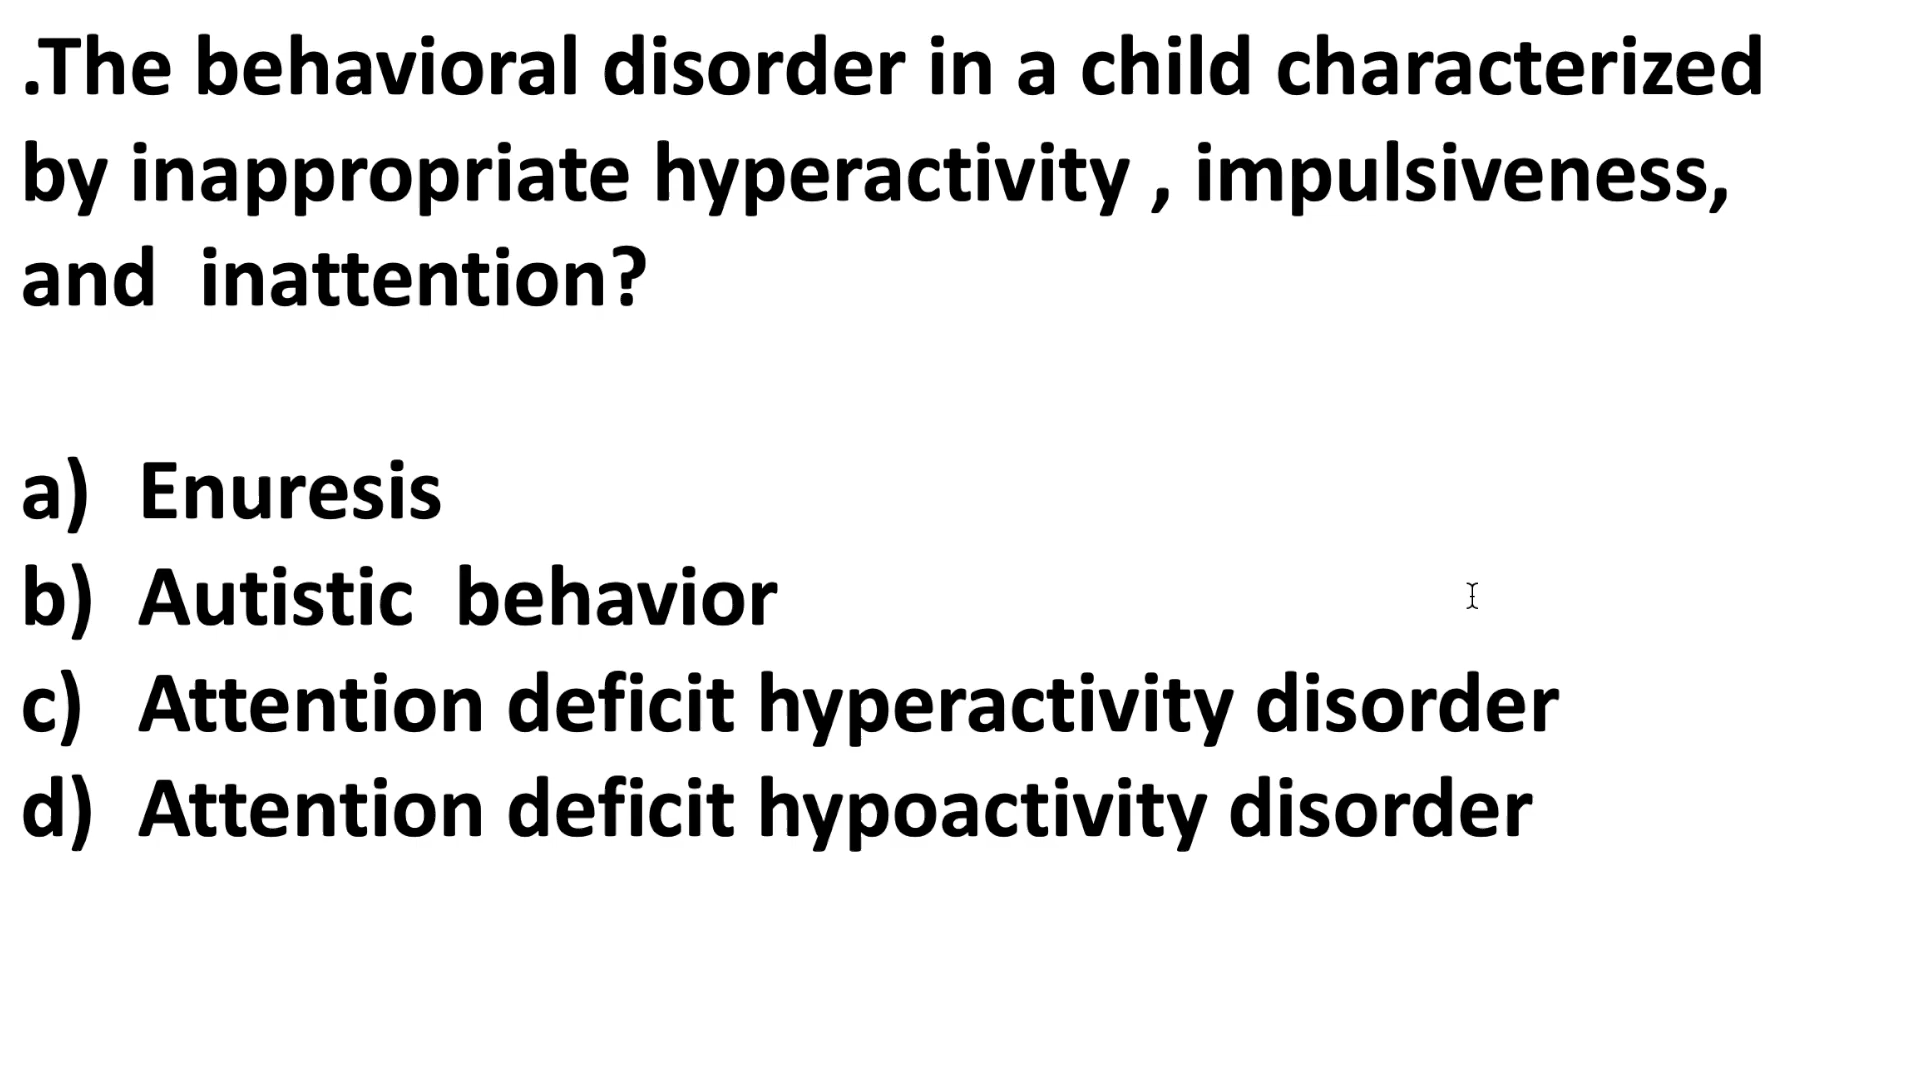 .The behavioral disorder in a child characterized
by inappropriate hyperactivity , impulsiveness,
and  inattention?
a)  Enuresis
b)  Autistic  behavior
c)  Attention deficit hyperactivity disorder
d)  Attention deficit hypoactivity disorder